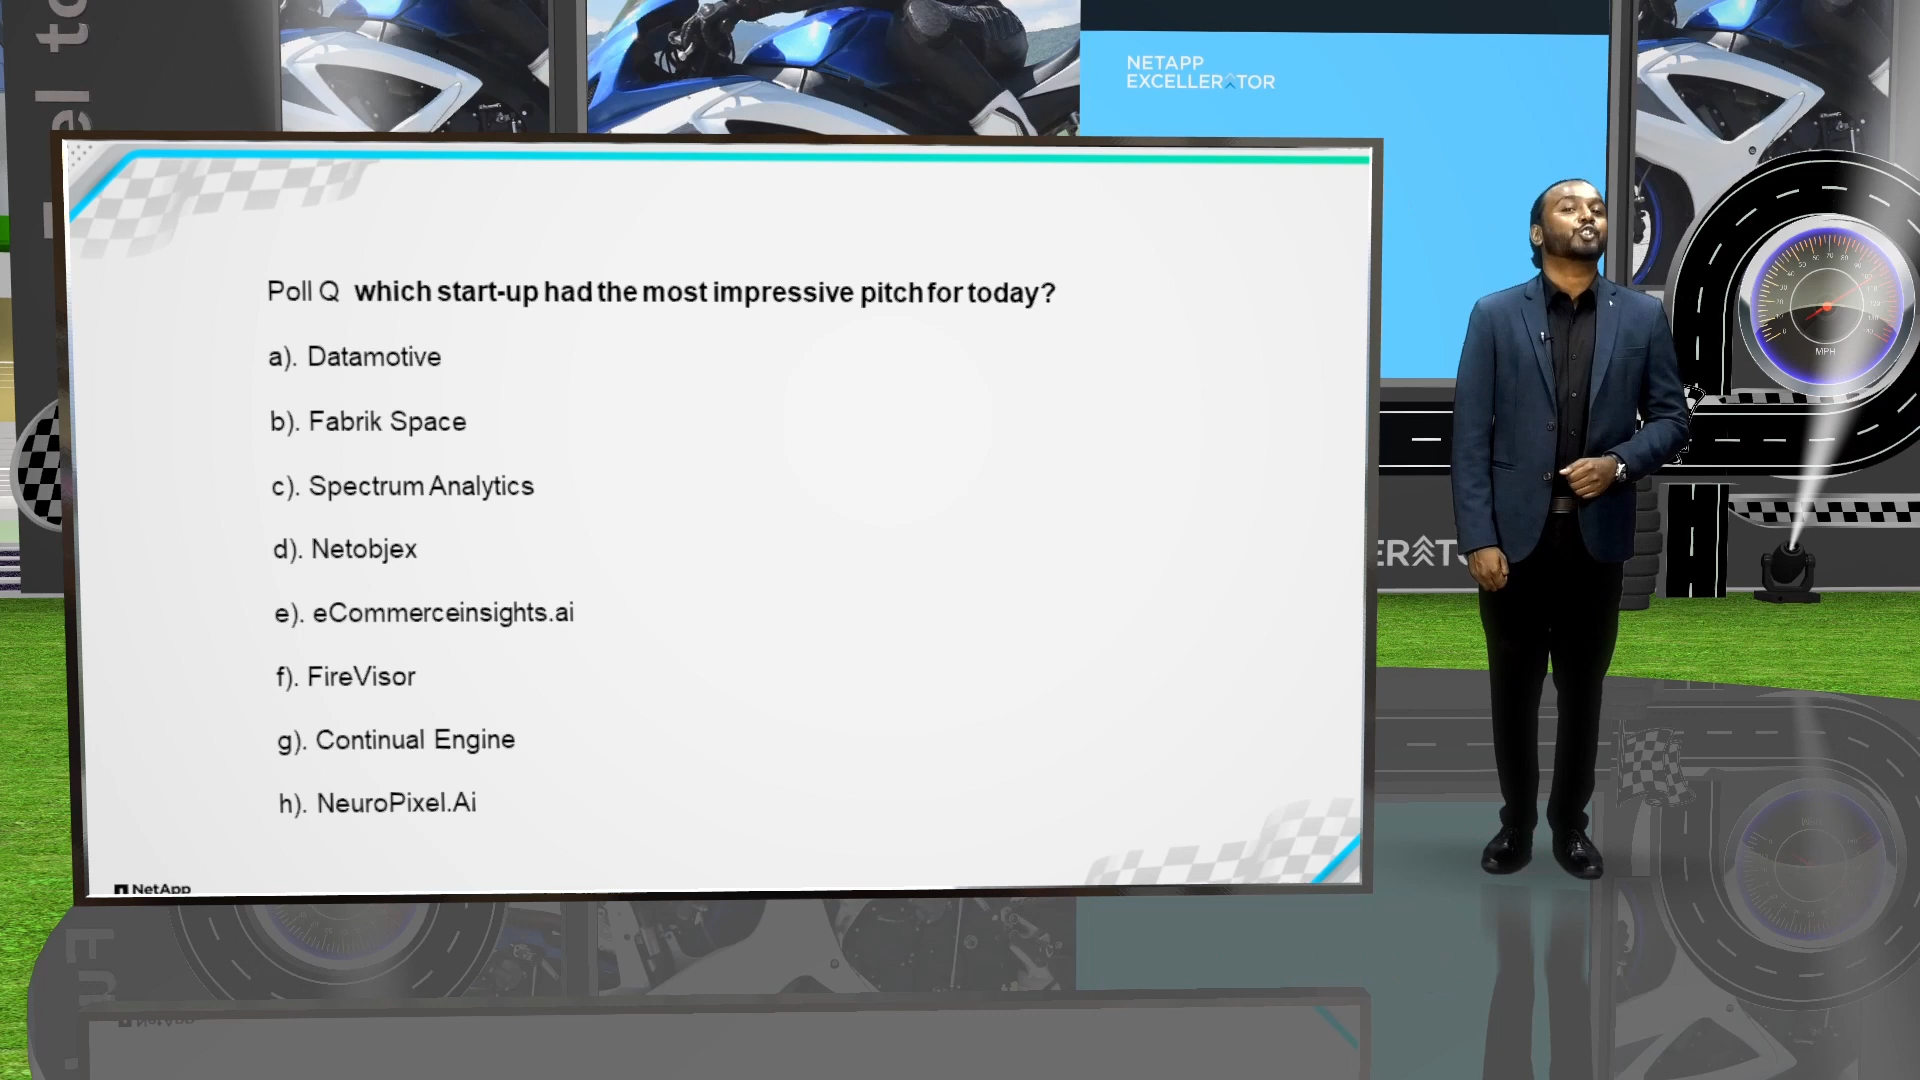 NETAPP
EXCELLERATOR
Poll Q which start-up had the most impressive pitch for today?
a). Datamotive
b). Fabrik Space
c). Spectrum Analytics
d). Netobjex
e). eCommerceinsights.ai
f). FireVisor
g). Continual Engine
h). NeuroPixel.Ai
NetApp
MPH